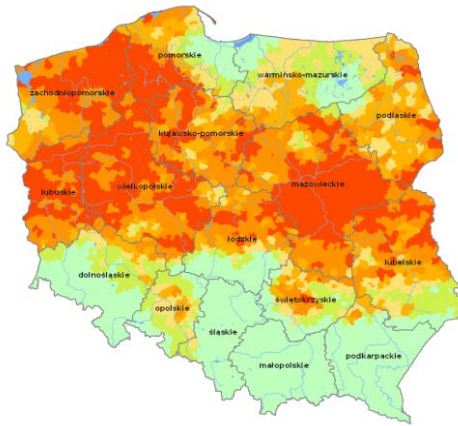 pomorskie
warmińsko-mazurskie
zachodniopomorskie
podlaskie
kujawsko-pomorskie
lubuskie
wielkopolskie
mazowieckie
łódzkie
lubelskie
dolnośląskie
opolskie
świętokrzyskie
śląskie
podkarpackie
małopolskie